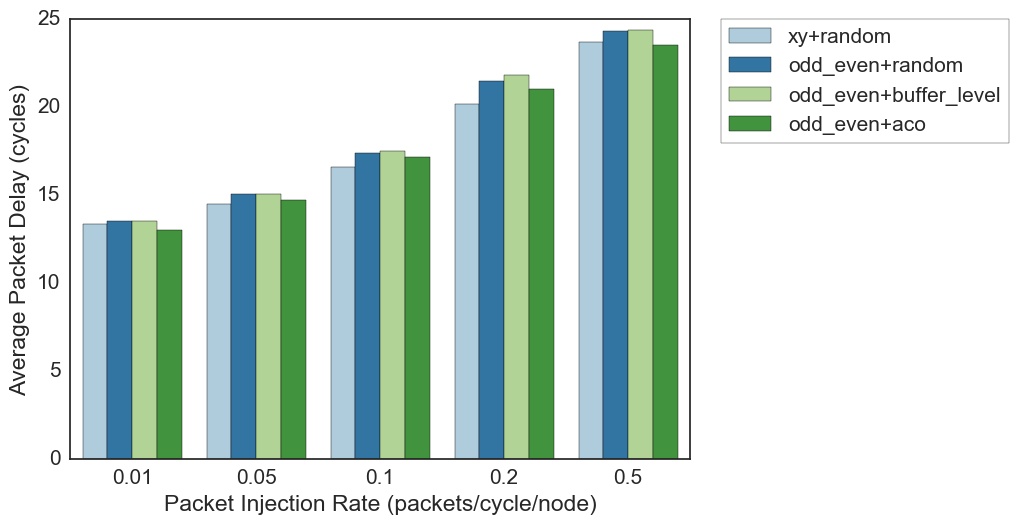 25
20
15
10
5
0
Average Packet Delay (cycles)
0.01 0.05 0.1 0.2 0.5
Packet Injection Rate (packets/cycle/node)
xy+random
odd_even+random
odd_even+buffer_level
odd_even+aco